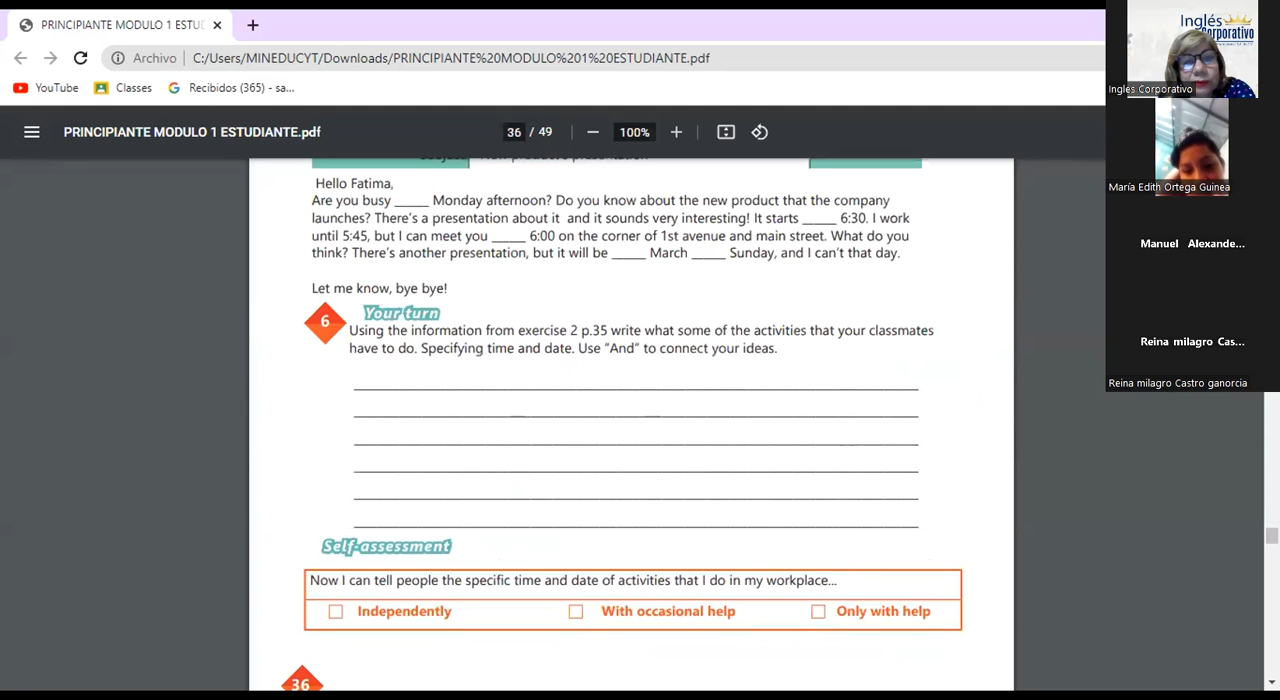 PRINCIPIANTE MODULO 1 ESTUD
Archivo C:/Users/MINEDUCYT/Downloads/PRINCIPIANTE%20MODULO%201%20ESTUDIANTE.pdf
YouTube Classes Recibidos (365) - sa...
PRINCIPIANTE MODULO 1 ESTUDIANTE.pdf 36 / 49 100%
Hello Fatima,
Are you busy _____ Monday afternoon? Do you know about the new product that the company
launches? There's a presentation about it and it sounds very interesting! It starts _____ 6:30. I work
until 5:45, but I can meet you _____ 6:00 on the corner of 1st avenue and main street. What do you
think? There's another presentation, but it will be _____ March _____ Sunday, and I can't that day.
Let me know, bye bye!
6 Your turn
Using the information from exercise 2 p.35 write what some of the activities that your classmates
have to do. Specifying time and date. Use "And" to connect your ideas.
Self-assessment
Now I can tell people the specific time and date of activities that I do in my workplace...
Independently With occasional help Only with help
36
Inglés
Corporativo
Ingles Corporativo
María Edith Ortega Guinea
Manuel Alexande...
Reina milagro Cas...
Reina milagro Castro ganorcia